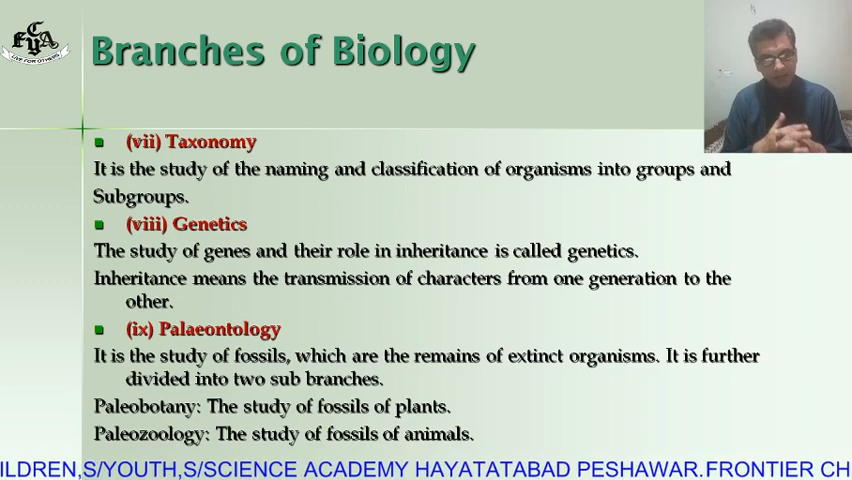 Branches of Biology
(vii) Taxonomy
It is the study of the naming and classification of organisms into groups and
Subgroups.
(viii) Genetics
The study of genes and their role in inheritance is called genetics.
Inheritance means the transmission of characters from one generation to the
other.
(ix) Palaeontology
It is the study of fossils, which are the remains of extinct organisms. It is further
divided into two sub branches.
Paleobotany: The study of fossils of plants.
Paleozoology: The study of fossils of animals.
ILDREN,S/YOUTH,S/SCIENCE ACADEMY HAYATATABAD PESHAWAR.FRONTIER CH